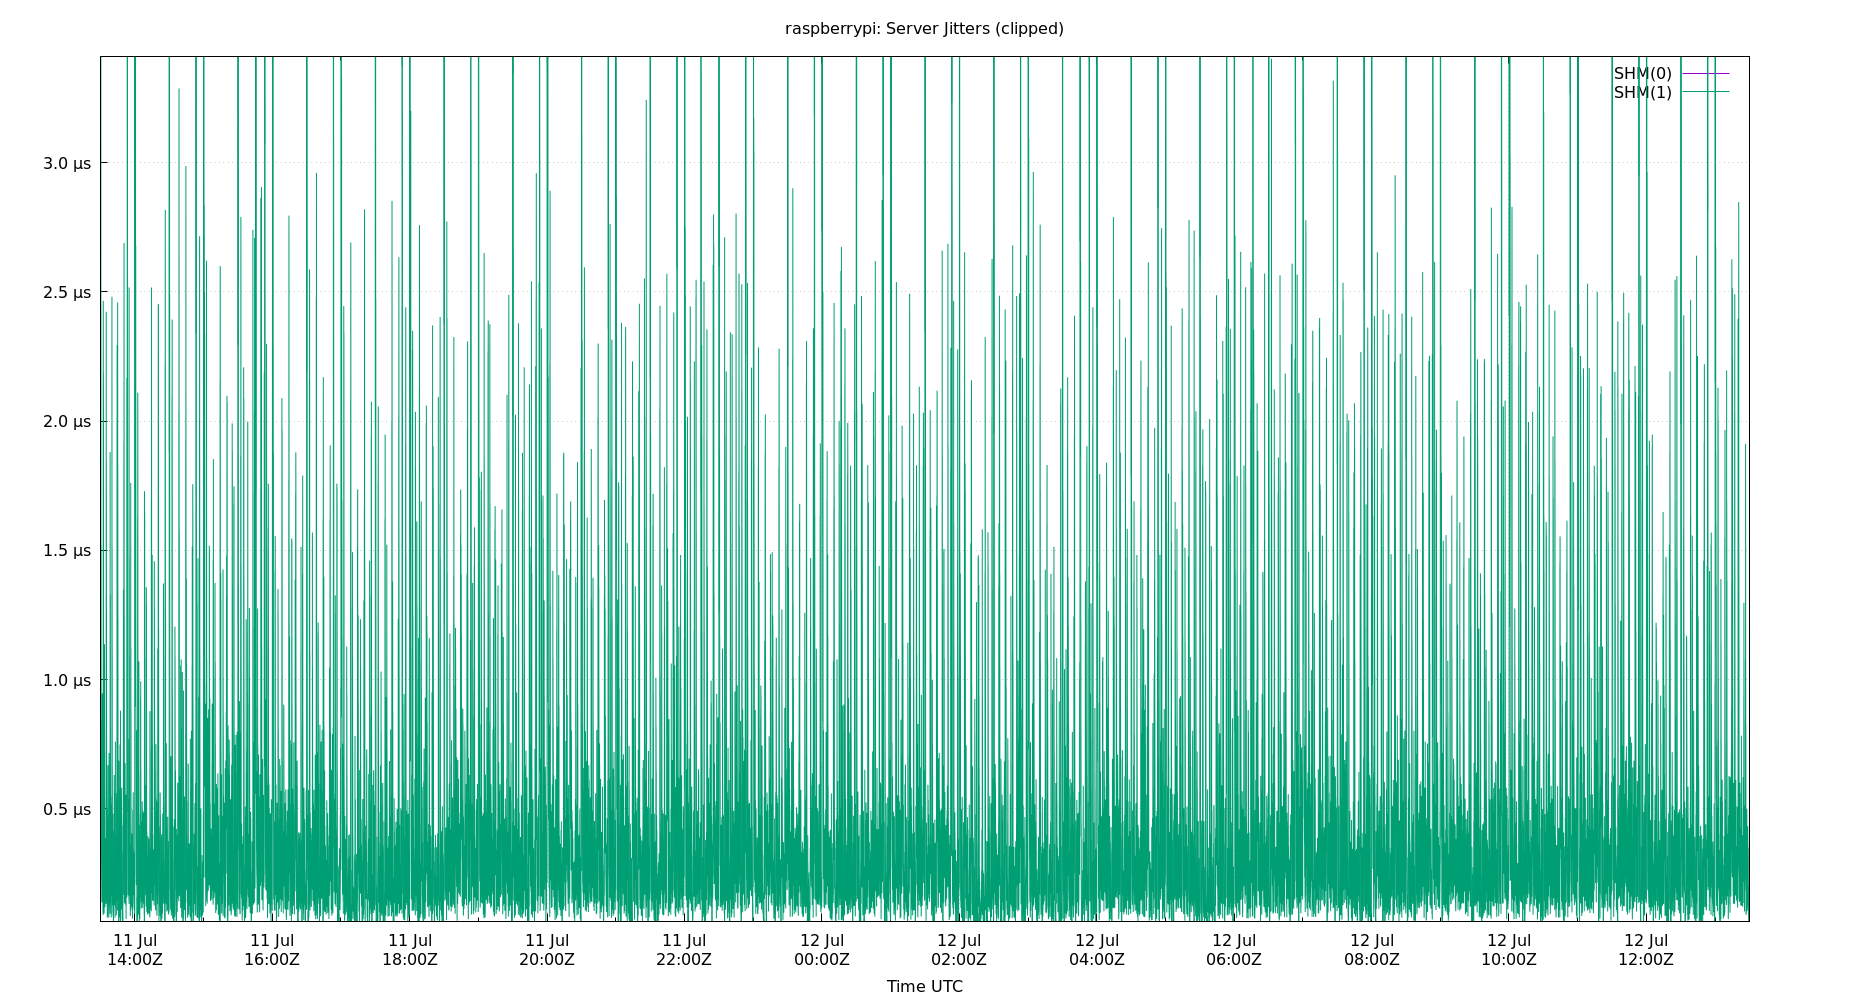 raspberrypi: Server Jitters (clipped)
SHM(0)
SHM(1)
3.0 µs
2.5 µs
2.0 µs
1.5 µs
1.0 µs
0.5 µs
11 Jul 11 Jul 11 Jul 11 Jul 11 Jul 12 Jul 12 Jul 12 Jul 12 Jul 12 Jul 12 Jul 12 Jul
14:00Z 16:00Z 18:00Z 20:00Z 22:00Z 00:00Z 02:00Z 04:00Z 06:00Z 08:00Z 10:00Z 12:00Z
Time UTC